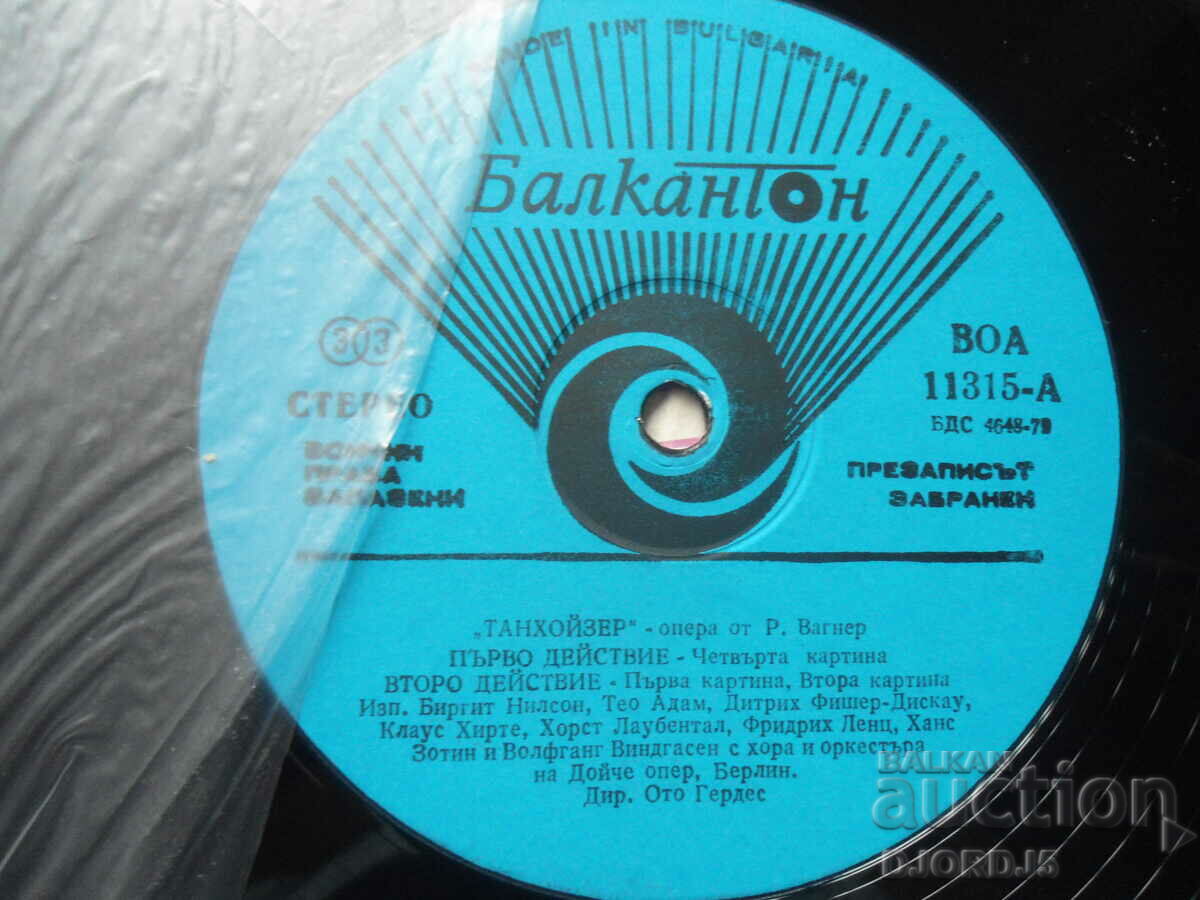 MADE IN BULGARIA
Балкантон
33
СТЕРЕО
ВСИЧКИ
ПРАВА
ЗАПАЗЕНИ
ВОА
11315-А
БДС 4648-79
ПРЕЗАПИСЪТ
ЗАБРАНЕН
„ТАНХОЙЗЕР" - опера от Р. Вагнер
ПЪРВО ДЕЙСТВИЕ - Четвърта картина
ВТОРО ДЕЙСТВИЕ - Първа картина, Втора картина
Изп. Биргит Нилсон, Тео Адам, Дитрих Фишер-Дискау,
Клаус Хирте, Хорст Лаубентал, Фридрих Ленц, Ханс
Зотин и Волфганг Виндгасен с хора и оркестъра
на Дойче опер, Берлин.
Дир. Ото Гердес
BALKAN
auction
DJORDJ5